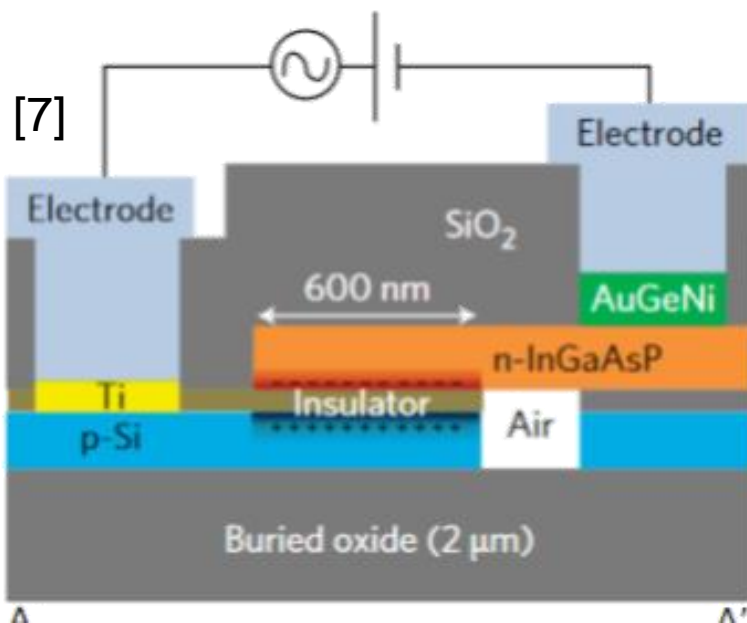 [7]
Electrode
Electrode
SiO₂
600 nm
AuGeNi
n-InGaAsP
Ti
Insulator
p-Si
Air
Buried oxide (2 μm)
A
A'